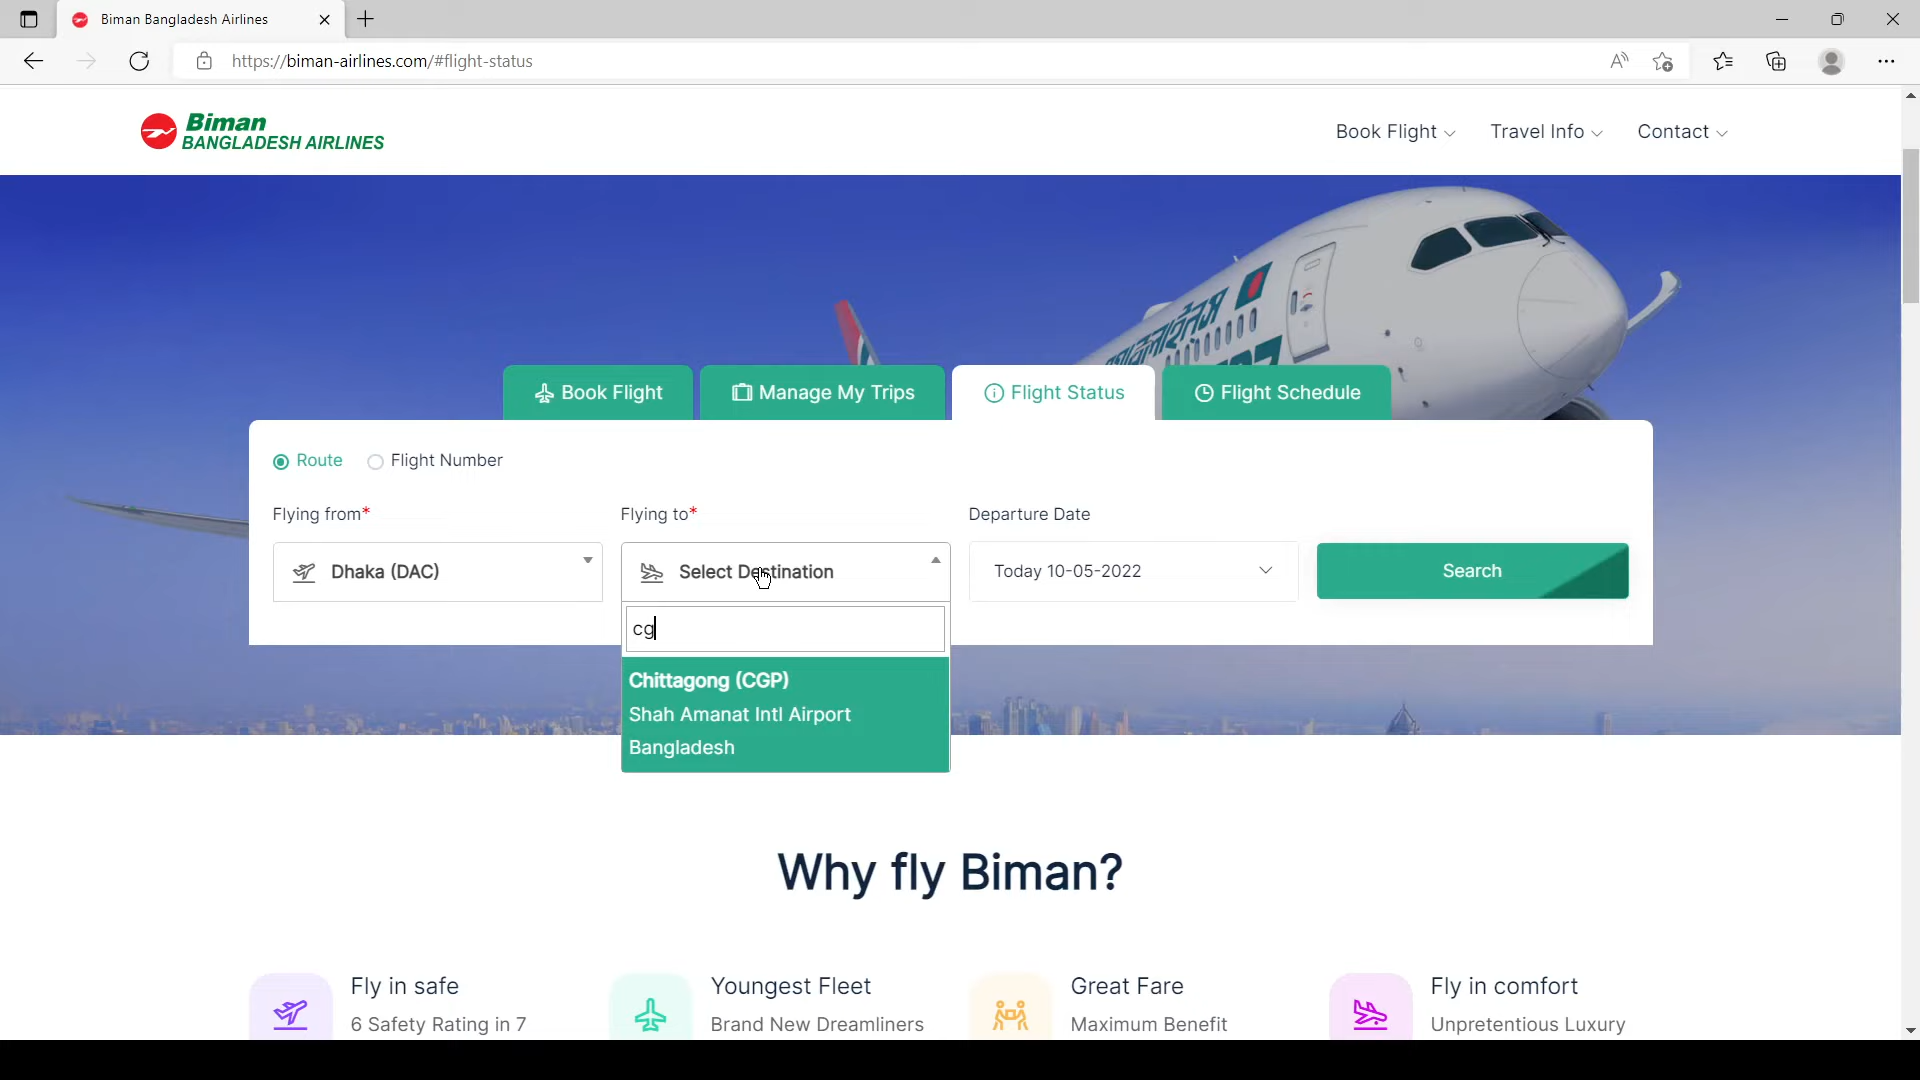 Biman Bangladesh Airlines
https://biman-airlines.com/#flight-status
Biman
BANGLADESH AIRLINES
Book Flight
Travel Info
Contact
Book Flight
Manage My Trips
Flight Status
Flight Schedule
Route
Flight Number
Flying from*
Flying to*
Departure Date
Dhaka (DAC)
Select Destination
Today 10-05-2022
Search
cg
Chittagong (CGP)
Shah Amanat Intl Airport
Bangladesh
Why fly Biman?
Fly in safe
6 Safety Rating in 7
Youngest Fleet
Brand New Dreamliners
Great Fare
Maximum Benefit
Fly in comfort
Unpretentious Luxury